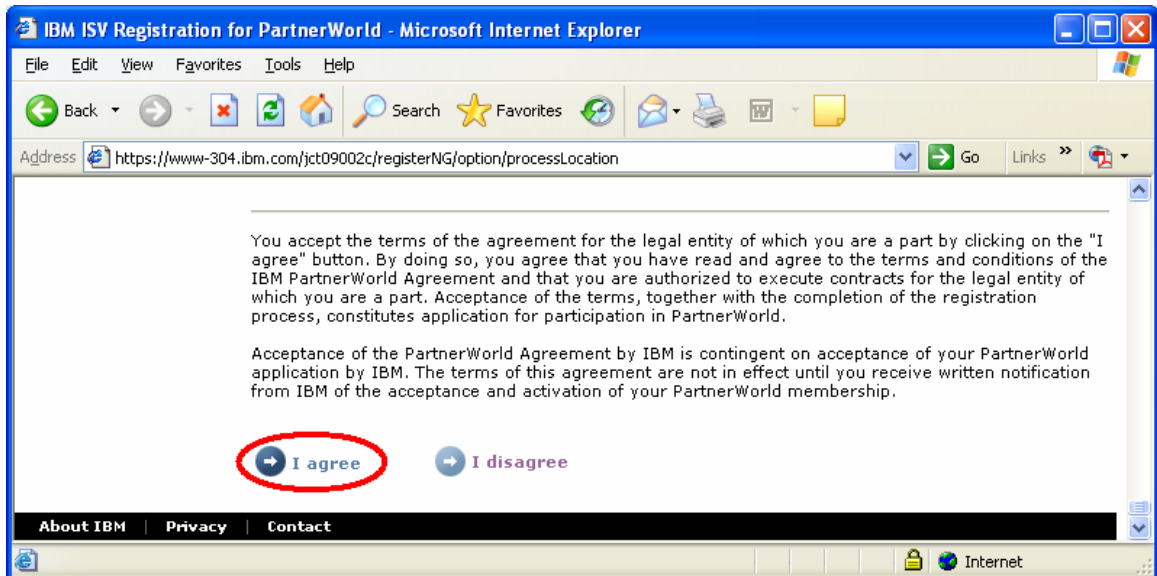 IBM ISV Registration for PartnerWorld - Microsoft Internet Explorer
File Edit View Favorites Tools Help
Back Search Favorites
Address https://www-304.ibm.com/jct09002c/registerNG/option/processLocation Go Links »
You accept the terms of the agreement for the legal entity of which you are a part by clicking on the "I
agree" button. By doing so, you agree that you have read and agree to the terms and conditions of the
IBM PartnerWorld Agreement and that you are authorized to execute contracts for the legal entity of
which you are a part. Acceptance of the terms, together with the completion of the registration
process, constitutes application for participation in PartnerWorld.
Acceptance of the PartnerWorld Agreement by IBM is contingent on acceptance of your PartnerWorld
application by IBM. The terms of this agreement are not in effect until you receive written notification
from IBM of the acceptance and activation of your PartnerWorld membership.
I agree I disagree
About IBM | Privacy | Contact
Internet